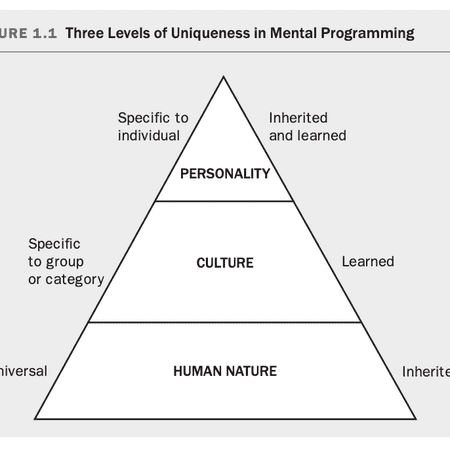 URE 1.1 Three Levels of Uniqueness in Mental Programming
Specific to
individual
Inherited
and learned
PERSONALITY
Specific
to group
or category
CULTURE
Learned
niversal
HUMAN NATURE
Inherite